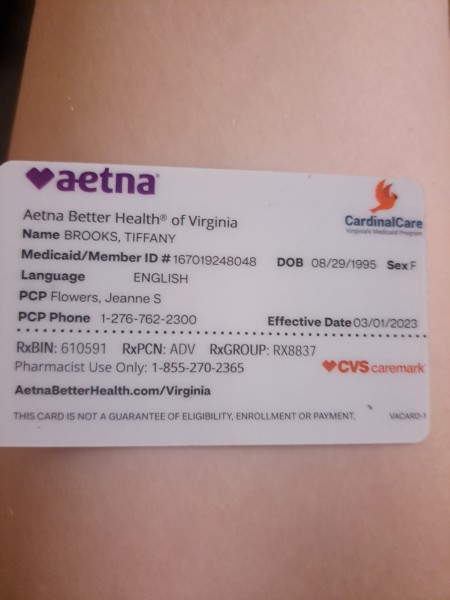 aetna®
CardinalCare
Virginia's Medicaid Program
Aetna Better Health® of Virginia
Name BROOKS, TIFFANY
Medicaid/Member ID # 167019248048 DOB 08/29/1995 Sex F
Language ENGLISH
PCP Flowers, Jeanne S
PCP Phone 1-276-762-2300 Effective Date 03/01/2023
RxBIN: 610591 RxPCN: ADV RxGROUP: RX8837
Pharmacist Use Only: 1-855-270-2365
CVS caremark
AetnaBetterHealth.com/Virginia
THIS CARD IS NOT A GUARANTEE OF ELIGIBILITY, ENROLLMENT OR PAYMENT. VACARD-1